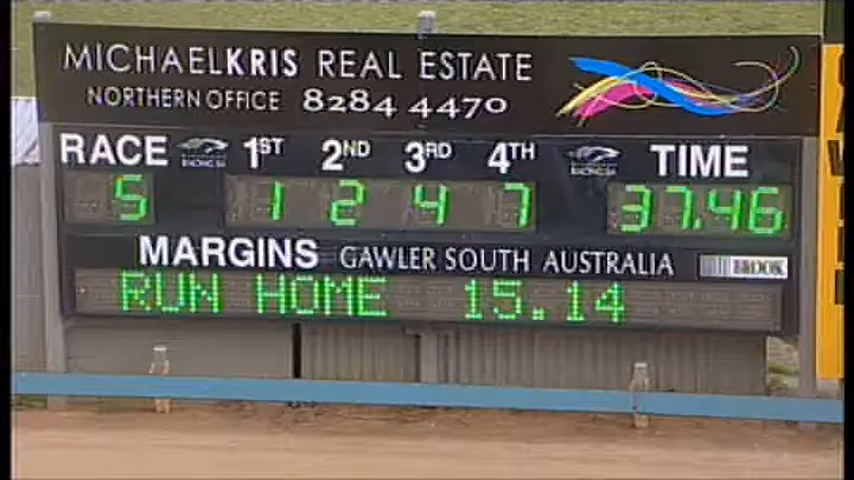 MICHAELKRIS REAL ESTATE
NORTHERN OFFICE 8284 4470
RACE 1ST 2ND 3RD 4TH TIME
5 1 2 4 7 37.46
MARGINS GAWLER SOUTH AUSTRALIA BROOK
RUN HOME 15.14